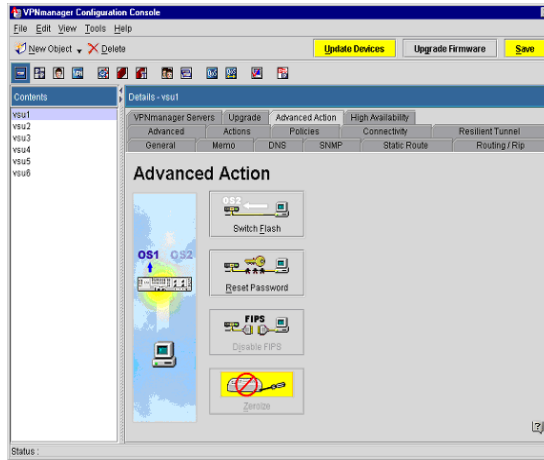 VPNmanager Configuration Console
File Edit View Tools Help
New Object Delete Update Devices Upgrade Firmware Save
Contents Details - vsu1
vsu1
vsu2
vsu3
vsu4
vsu5
vsu6
VPNmanager Servers Upgrade Advanced Action High Availability
Advanced Actions Policies Connectivity Resilient Tunnel
General Memo DNS SNMP Static Route Routing / Rip
Advanced Action
OS2
Switch Flash
OS1 OS2
Reset Password
FIPS
Disable FIPS
Zeroize
Status :